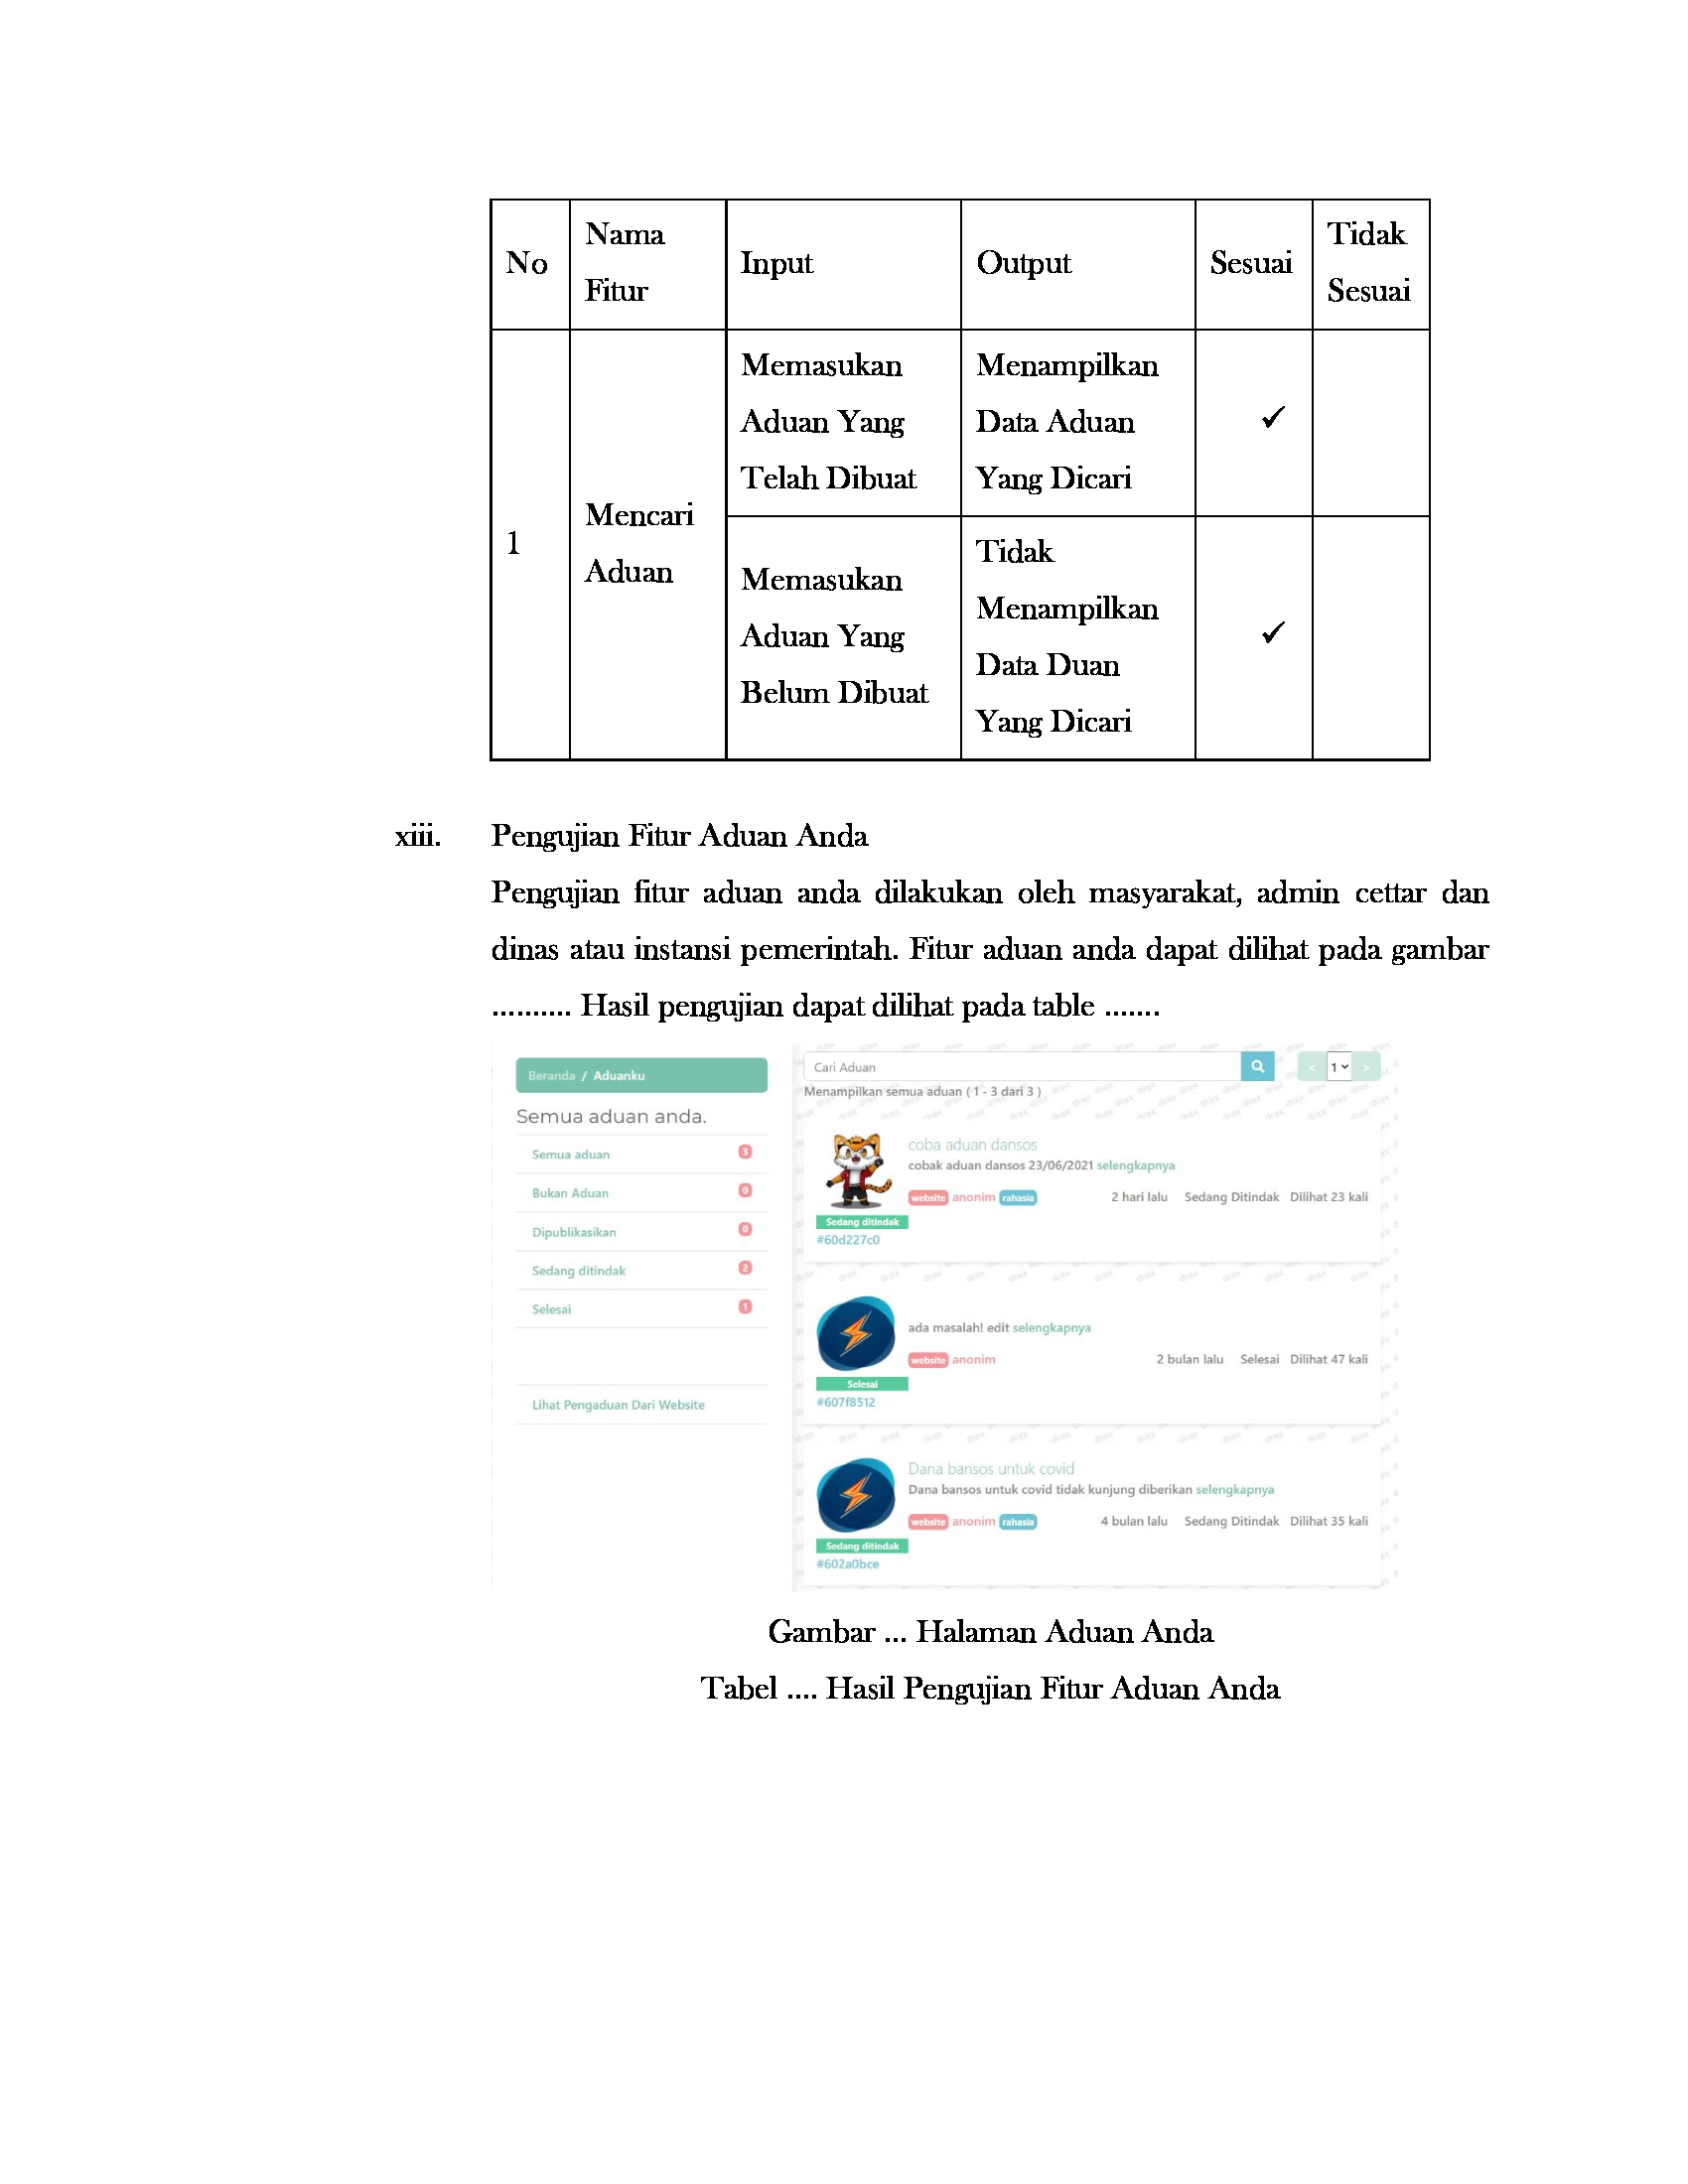 No
Nama
Fitur
Input
Output
Sesuai
Tidak
Sesuai
1
Mencari
Aduan
Memasukan
Aduan Yang
Telah Dibuat
Menampilkan
Data Aduan
Yang Dicari
✓
Memasukan
Aduan Yang
Belum Dibuat
Tidak
Menampilkan
Data Duan
Yang Dicari
✓
xiii. Pengujian Fitur Aduan Anda
Pengujian fitur aduan anda dilakukan oleh masyarakat, admin cettar dan
dinas atau instansi pemerintah. Fitur aduan anda dapat dilihat pada gambar
.......... Hasil pengujian dapat dilihat pada table .......
Beranda / Aduanku
Semua aduan anda.
Semua aduan 3
Bukan Aduan 0
Dipublikasikan 0
Sedang ditindak 2
Selesai 1
Lihat Pengaduan Dari Website
Cari Aduan
< 1 >
Menampilkan semua aduan ( 1 - 3 dari 3 )
coba aduan dansos
cobak aduan dansos 23/06/2021 selengkapnya
website anonim rahasia 2 hari lalu Sedang Ditindak Dilihat 23 kali
Sedang ditindak
#60d227c0
ada masalah! edit selengkapnya
website anonim 2 bulan lalu Selesai Dilihat 47 kali
Selesai
#607f8512
Dana bansos untuk covid
Dana bansos untuk covid tidak kunjung diberikan selengkapnya
website anonim rahasia 4 bulan lalu Sedang Ditindak Dilihat 35 kali
Sedang ditindak
#602a0bce
Gambar ... Halaman Aduan Anda
Tabel .... Hasil Pengujian Fitur Aduan Anda